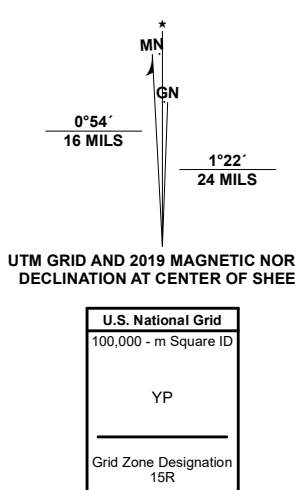 ★
MN
GN
0°54´
16 MILS
1°22´
24 MILS
UTM GRID AND 2019 MAGNETIC NOR
DECLINATION AT CENTER OF SHEE
U.S. National Grid
100,000 - m Square ID
YP
Grid Zone Designation
15R